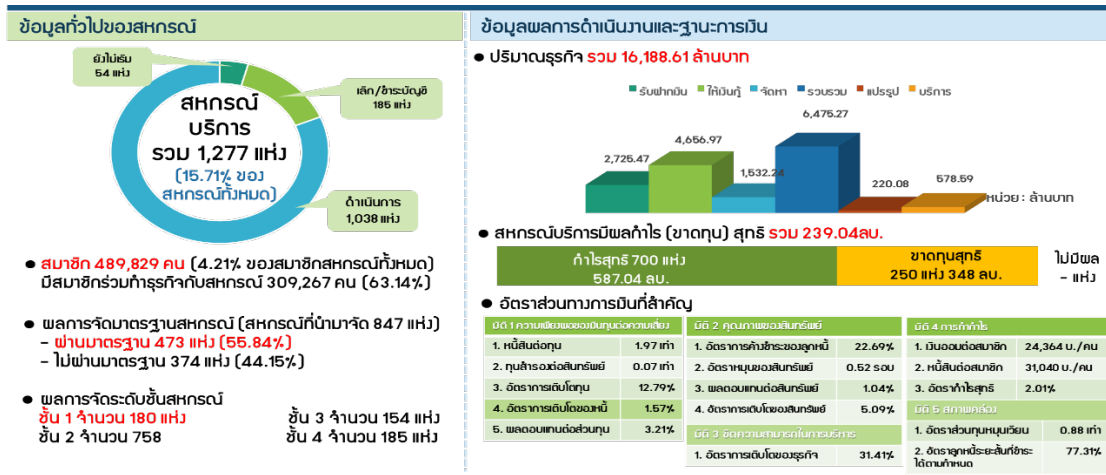 ข้อมูลทั่วไปของสหกรณ์
ยังไม่เริ่ม
54 แห่ง
เลิก/ชำระบัญชี
185 แห่ง
สหกรณ์
บริการ
รวม 1,277 แห่ง
(15.71% ของ
สหกรณ์ทั้งหมด)
ดำเนินการ
1,038 แห่ง
● สมาชิก 489,829 คน (4.21% ของสมาชิกสหกรณ์ทั้งหมด)
มีสมาชิกร่วมทำธุรกิจกับสหกรณ์ 309,267 คน (63.14%)
● ผลการจัดมาตรฐานสหกรณ์ (สหกรณ์ที่นำมาจัด 847 แห่ง)
- ผ่านมาตรฐาน 473 แห่ง (55.84%)
- ไม่ผ่านมาตรฐาน 374 แห่ง (44.15%)
● ผลการจัดระดับชั้นสหกรณ์
ชั้น 1 จำนวน 180 แห่ง ชั้น 3 จำนวน 154 แห่ง
ชั้น 2 จำนวน 758 ชั้น 4 จำนวน 185 แห่ง
ข้อมูลผลการดำเนินงานและฐานะการเงิน
● ปริมาณธุรกิจ รวม 16,188.61 ล้านบาท
รับฝากเงิน ให้เงินกู้ จัดหา รวบรวม แปรรูป บริการ
2,725.47
4,656.97
1,532.24
6,475.27
220.08
578.59
หน่วย : ล้านบาท
● สหกรณ์บริการมีผลกำไร (ขาดทุน) สุทธิ รวม 239.04ลบ.
กำไรสุทธิ 700 แห่ง
587.04 ลบ.
ขาดทุนสุทธิ
250 แห่ง 348 ลบ.
ไม่มีผล
- แห่ง
● อัตราส่วนทางการเงินที่สำคัญ
มิติ 1 ความเพียงพอของเงินทุนต่อความเสี่ยง
1. หนี้สินต่อทุน 1.97 เท่า
2. ทุนสำรองต่อสินทรัพย์ 0.07 เท่า
3. อัตราการเติบโตทุน 12.79%
4. อัตราการเติบโตของหนี้ 1.57%
5. ผลตอบแทนต่อส่วนทุน 3.21%
มิติ 2 คุณภาพของสินทรัพย์
1. อัตราการค้างชำระของลูกหนี้ 22.69%
2. อัตราหมุนของสินทรัพย์ 0.52 รอบ
3. ผลตอบแทนต่อสินทรัพย์ 1.04%
4. อัตราการเติบโตของสินทรัพย์ 5.09%
มิติ 3 ขีดความสามารถในการบริหาร
1. อัตราการเติบโตของธุรกิจ 31.41%
มิติ 4 การทำกำไร
1. เงินออมต่อสมาชิก 24,364 บ./คน
2. หนี้สินต่อสมาชิก 31,040 บ./คน
3. อัตรากำไรสุทธิ 2.01%
มิติ 5 สภาพคล่อง
1. อัตราส่วนทุนหมุนเวียน 0.88 เท่า
2. อัตราลูกหนี้ระยะสั้นที่ชำระ 77.31%
ได้ตามกำหนด